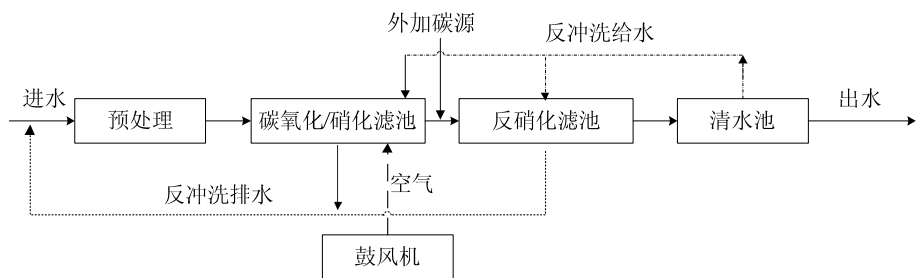 外加碳源
反冲洗给水
进水
出水
预处理
碳氧化/硝化滤池
反硝化滤池
清水池
反冲洗排水
空气
鼓风机